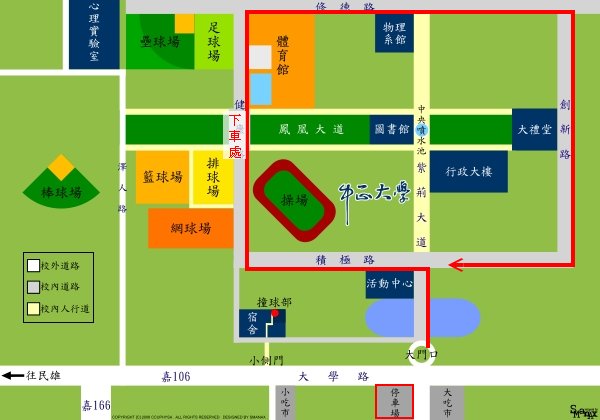 修德路
心理實驗室
壘球場
足球場
體育館
物理系館
健
下車處
鳳凰大道
圖書館
中央噴水池
大禮堂
創新路
澤人路
籃球場
排球場
操場
中正大學
紫荊大道
行政大樓
棒球場
網球場
積極路
校外道路
校內道路
校內人行道
活動中心
撞球部
宿舍
小側門
大門口
往民雄
嘉106
大學路
嘉166
小吃市
停車場
大吃市
COPYRIGHT (C)2008 CCUPHYSA . ALL RIGHTS RESERVED . DESIGNED BY SIMANAX